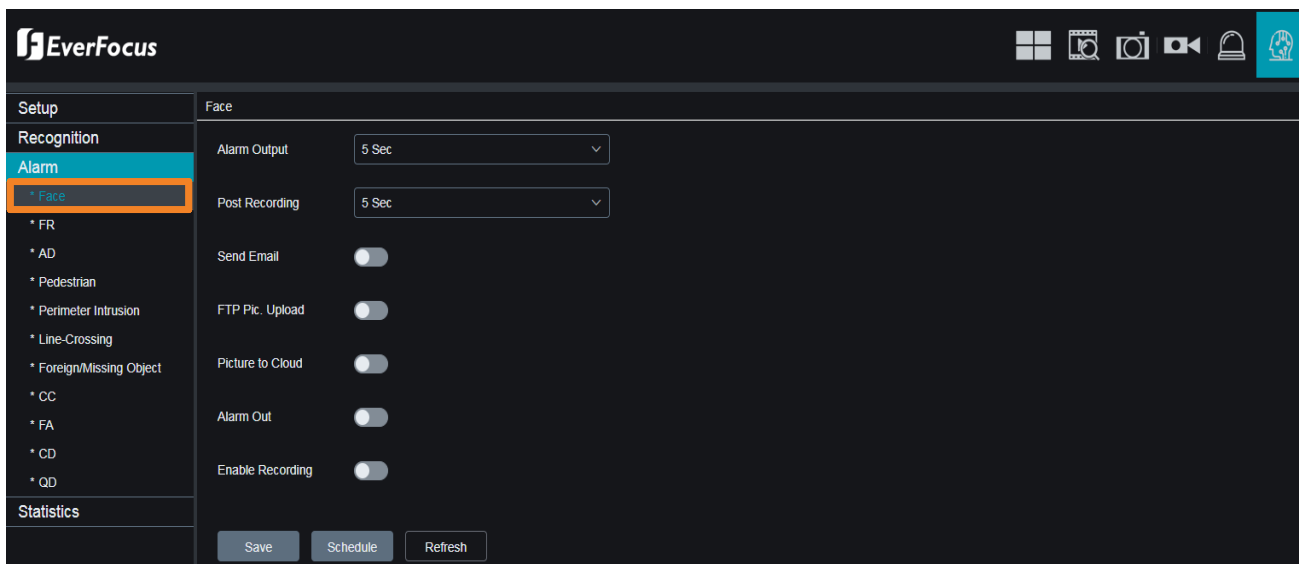 EverFocus
Setup
Recognition
Alarm
* Face
* FR
* AD
* Pedestrian
* Perimeter Intrusion
* Line-Crossing
* Foreign/Missing Object
* CC
* FA
* CD
* QD
Statistics
Face
Alarm Output 5 Sec
Post Recording 5 Sec
Send Email
FTP Pic. Upload
Picture to Cloud
Alarm Out
Enable Recording
Save Schedule Refresh